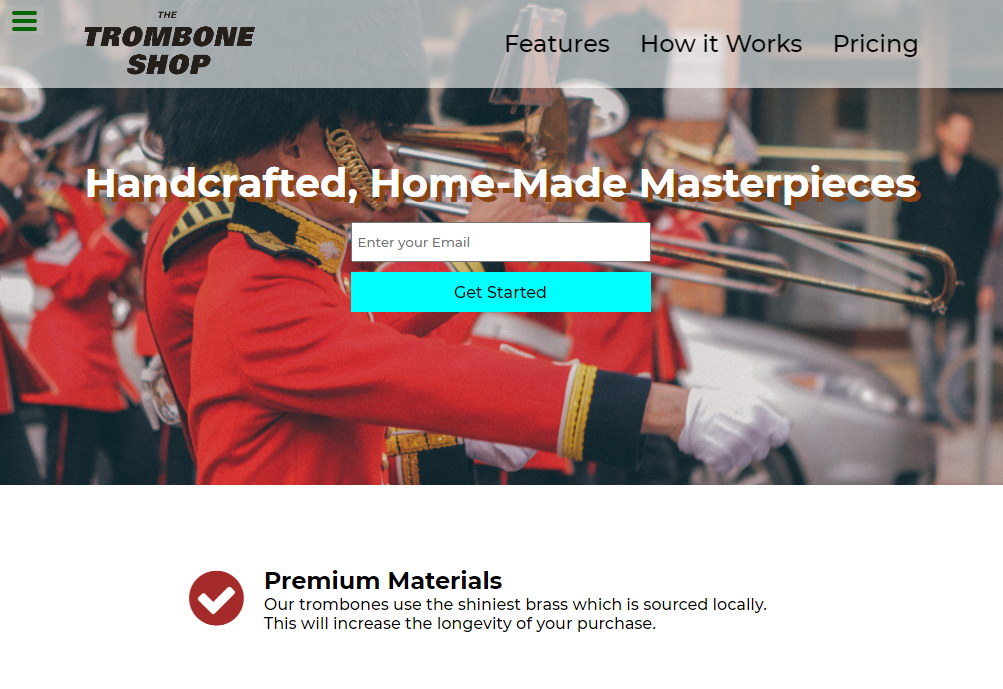 THE
TROMBONE
SHOP
Features How it Works Pricing
Handcrafted, Home-Made Masterpieces
Enter your Email
Get Started
Premium Materials
Our trombones use the shiniest brass which is sourced locally.
This will increase the longevity of your purchase.